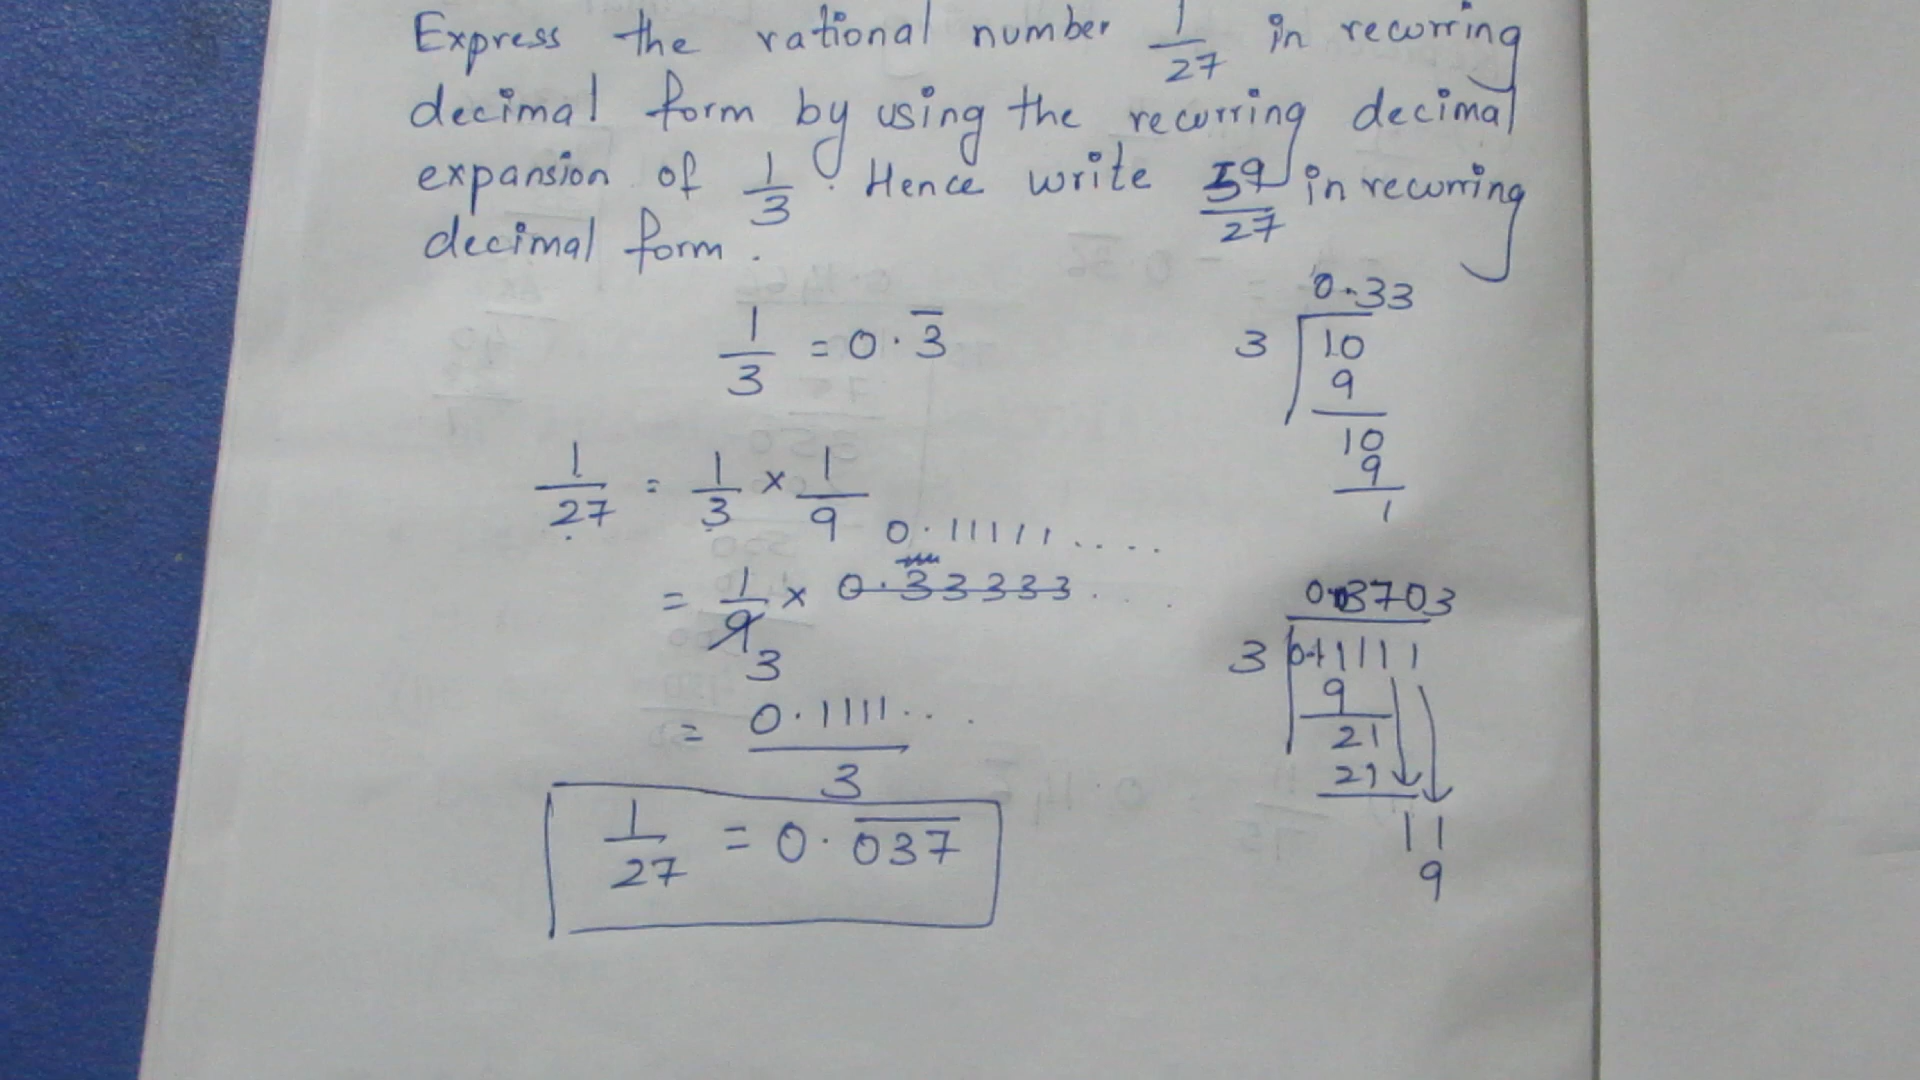 Express the rational number 1/27 in recurring
decimal form by using the recurring decimal
expansion of 1/3. Hence write 59/27 in recurring
decimal form.
1/3 = 0.3̅
0.33
3 10
9
10
9
1
1/27 = 1/3 × 1/9
0.11111....
= 1/9 × 0.33333....
3
= 0.1111... / 3
1/27 = 0.0̅3̅7̅
3 0.11111
9
21
21
11
9